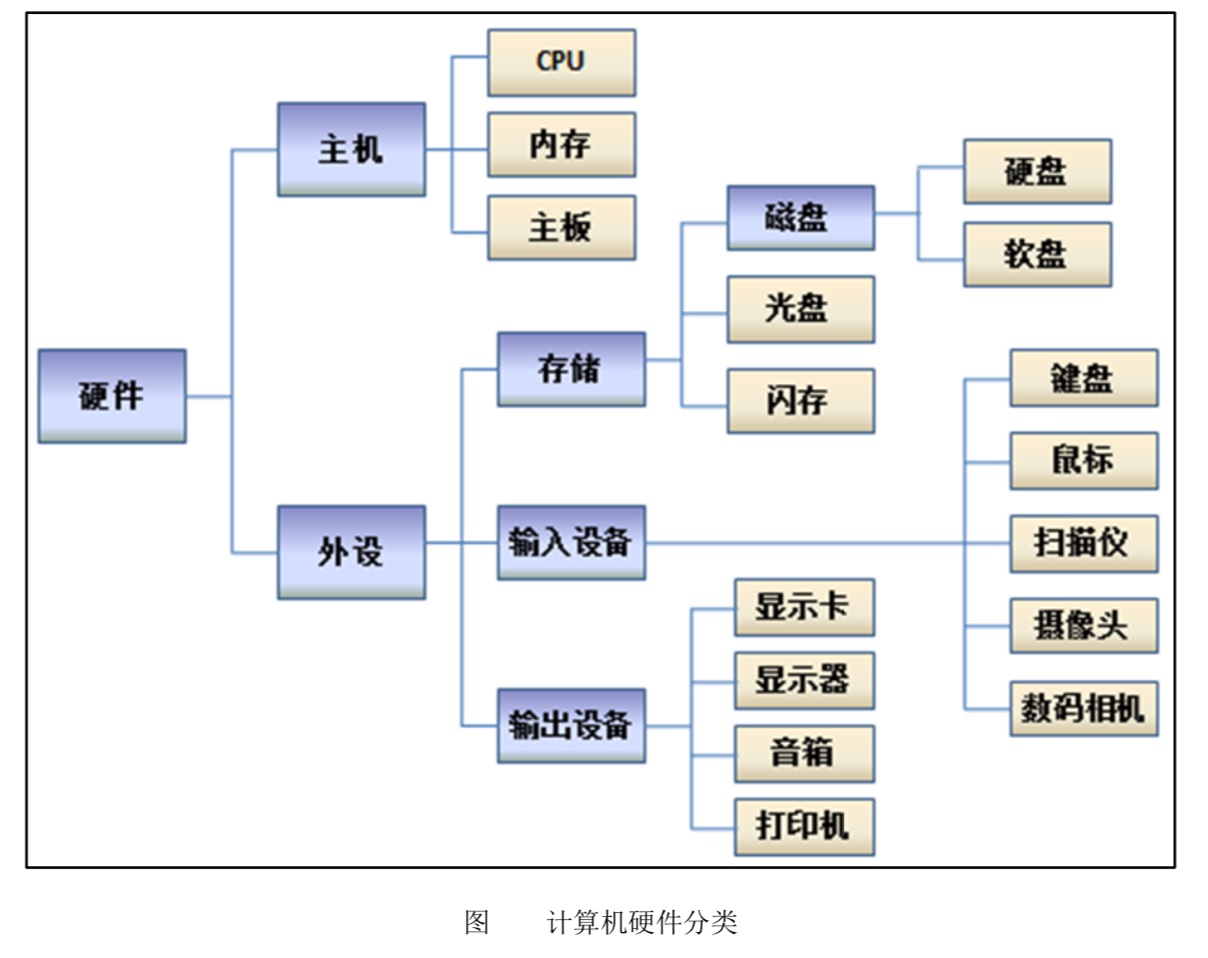 硬件
主机
CPU
内存
主板
外设
存储
磁盘
硬盘
软盘
光盘
闪存
输入设备
键盘
鼠标
扫描仪
摄像头
数码相机
输出设备
显示卡
显示器
音箱
打印机
图 计算机硬件分类